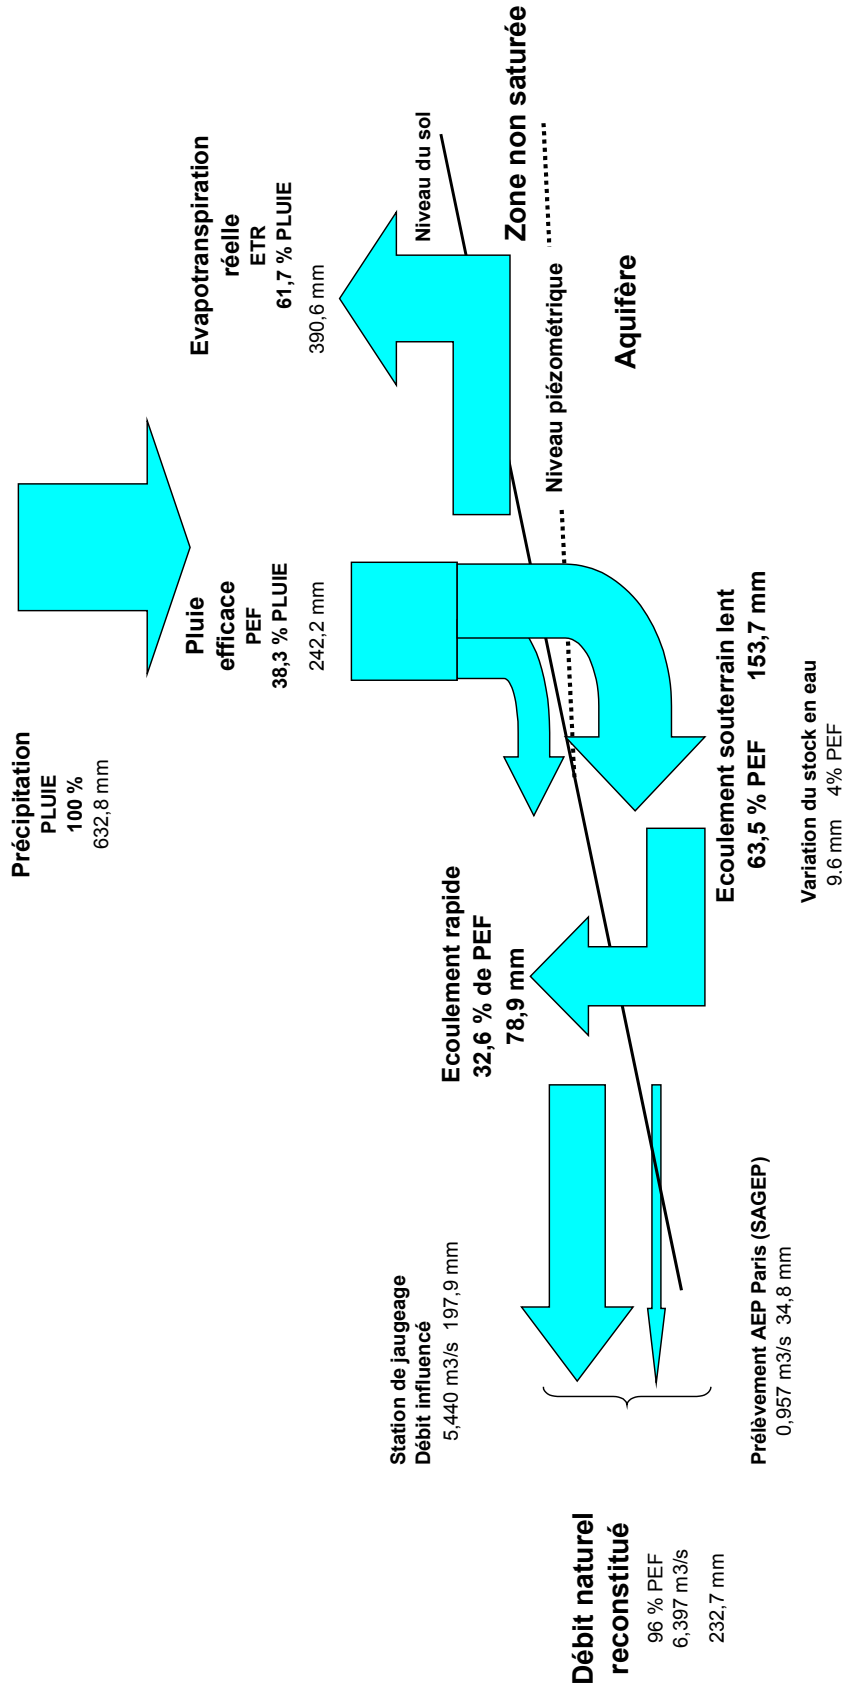 Précipitation
PLUIE
100 %
632,8 mm
Pluie
efficace
PEF
38,3 % PLUIE
242,2 mm
Evapotranspiration
réelle
ETR
61,7 % PLUIE
390,6 mm
Niveau du sol
Zone non saturée
Niveau piézométrique
Aquifère
Ecoulement rapide
32,6 % de PEF
78,9 mm
Ecoulement souterrain lent
63,5 % PEF 153,7 mm
Variation du stock en eau
9,6 mm 4% PEF
Station de jaugeage
Débit influencé
5,440 m3/s 197,9 mm
Prélèvement AEP Paris (SAGEP)
0,957 m3/s 34,8 mm
Débit naturel
reconstitué
96 % PEF
6,397 m3/s
232,7 mm